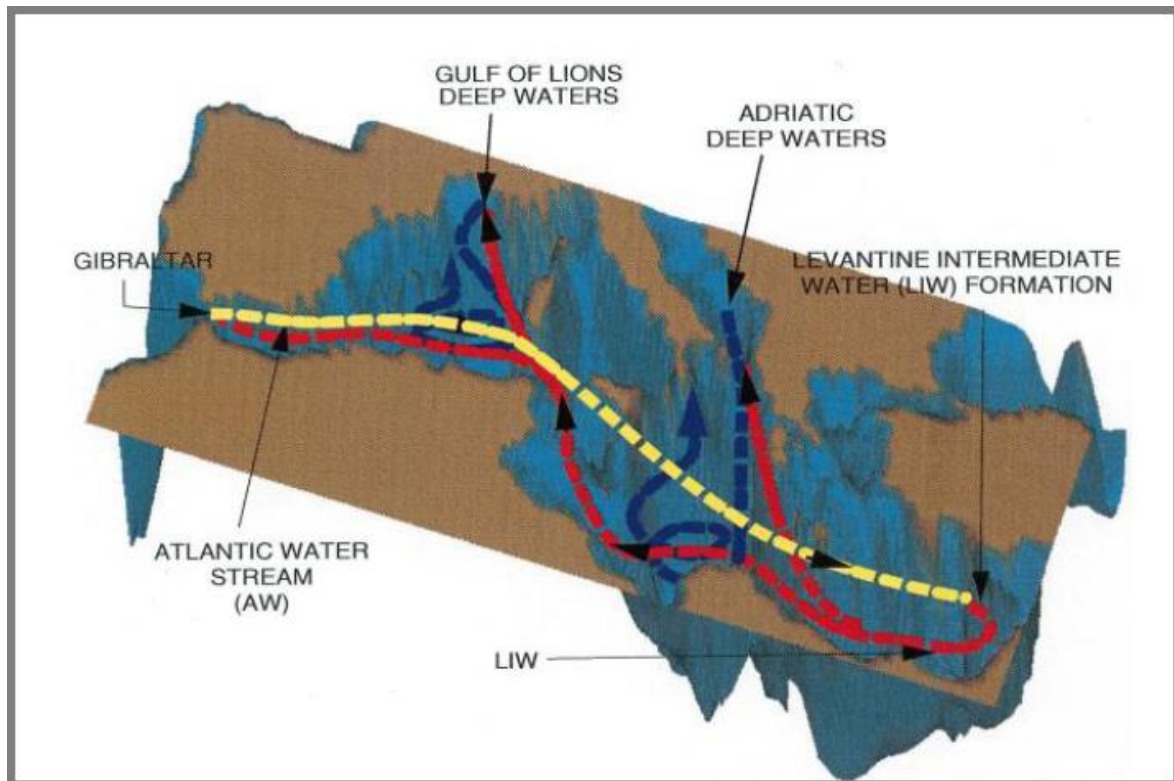 GULF OF LIONS
DEEP WATERS
ADRIATIC
DEEP WATERS
GIBRALTAR
LEVANTINE INTERMEDIATE
WATER (LIW) FORMATION
ATLANTIC WATER
STREAM
(AW)
LIW